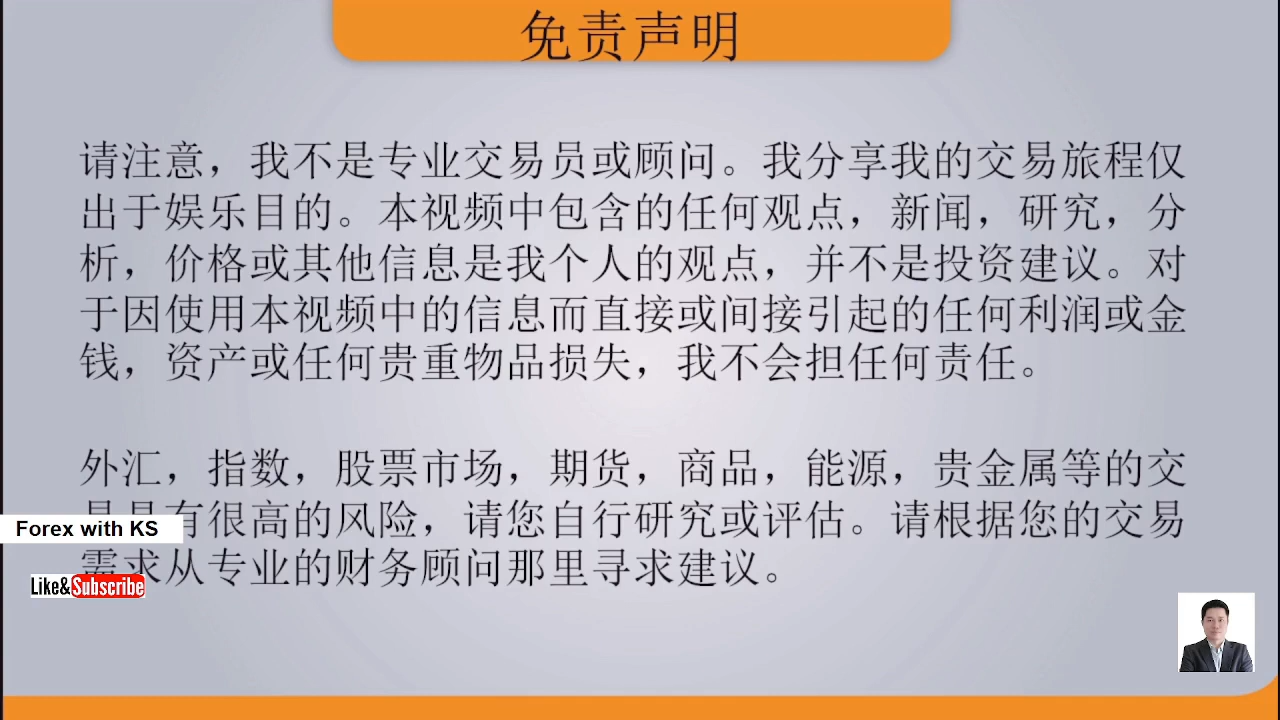 免责声明
请注意，我不是专业交易员或顾问。我分享我的交易旅程仅
出于娱乐目的。本视频中包含的任何观点，新闻，研究，分
析，价格或其他信息是我个人的观点，并不是投资建议。对
于因使用本视频中的信息而直接或间接引起的任何利润或金
钱，资产或任何贵重物品损失，我不会担任何责任。
外汇，指数，股票市场，期货，商品，能源，贵金属等的交
易具有很高的风险，请您自行研究或评估。请根据您的交易
需求从专业的财务顾问那里寻求建议。
Forex with KS
Like&Subscribe